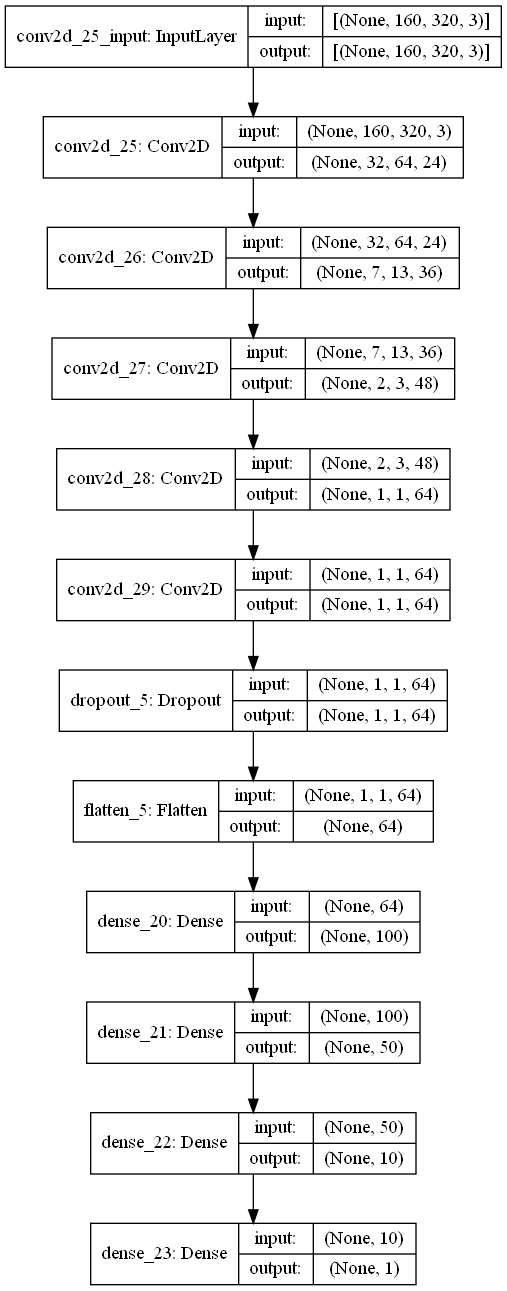 conv2d_25_input: InputLayer
input: [(None, 160, 320, 3)]
output: [(None, 160, 320, 3)]
conv2d_25: Conv2D
input: (None, 160, 320, 3)
output: (None, 32, 64, 24)
conv2d_26: Conv2D
input: (None, 32, 64, 24)
output: (None, 7, 13, 36)
conv2d_27: Conv2D
input: (None, 7, 13, 36)
output: (None, 2, 3, 48)
conv2d_28: Conv2D
input: (None, 2, 3, 48)
output: (None, 1, 1, 64)
conv2d_29: Conv2D
input: (None, 1, 1, 64)
output: (None, 1, 1, 64)
dropout_5: Dropout
input: (None, 1, 1, 64)
output: (None, 1, 1, 64)
flatten_5: Flatten
input: (None, 1, 1, 64)
output: (None, 64)
dense_20: Dense
input: (None, 64)
output: (None, 100)
dense_21: Dense
input: (None, 100)
output: (None, 50)
dense_22: Dense
input: (None, 50)
output: (None, 10)
dense_23: Dense
input: (None, 10)
output: (None, 1)